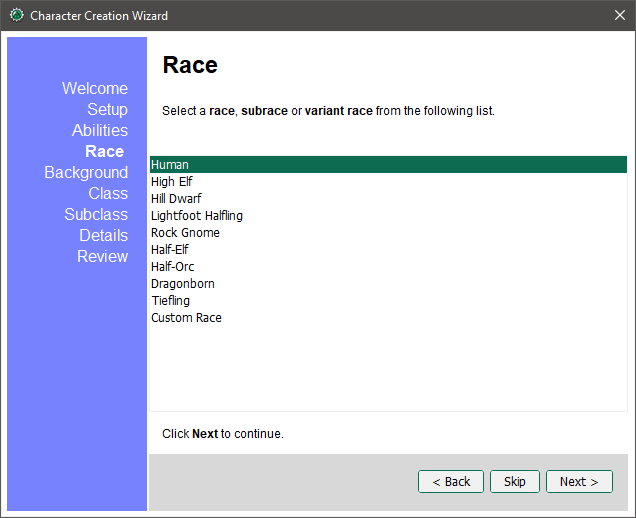 Character Creation Wizard
Welcome
Setup
Abilities
Race
Background
Class
Subclass
Details
Review
Race
Select a race, subrace or variant race from the following list.
Human
High Elf
Hill Dwarf
Lightfoot Halfling
Rock Gnome
Half-Elf
Half-Orc
Dragonborn
Tiefling
Custom Race
Click Next to continue.
< Back Skip Next >